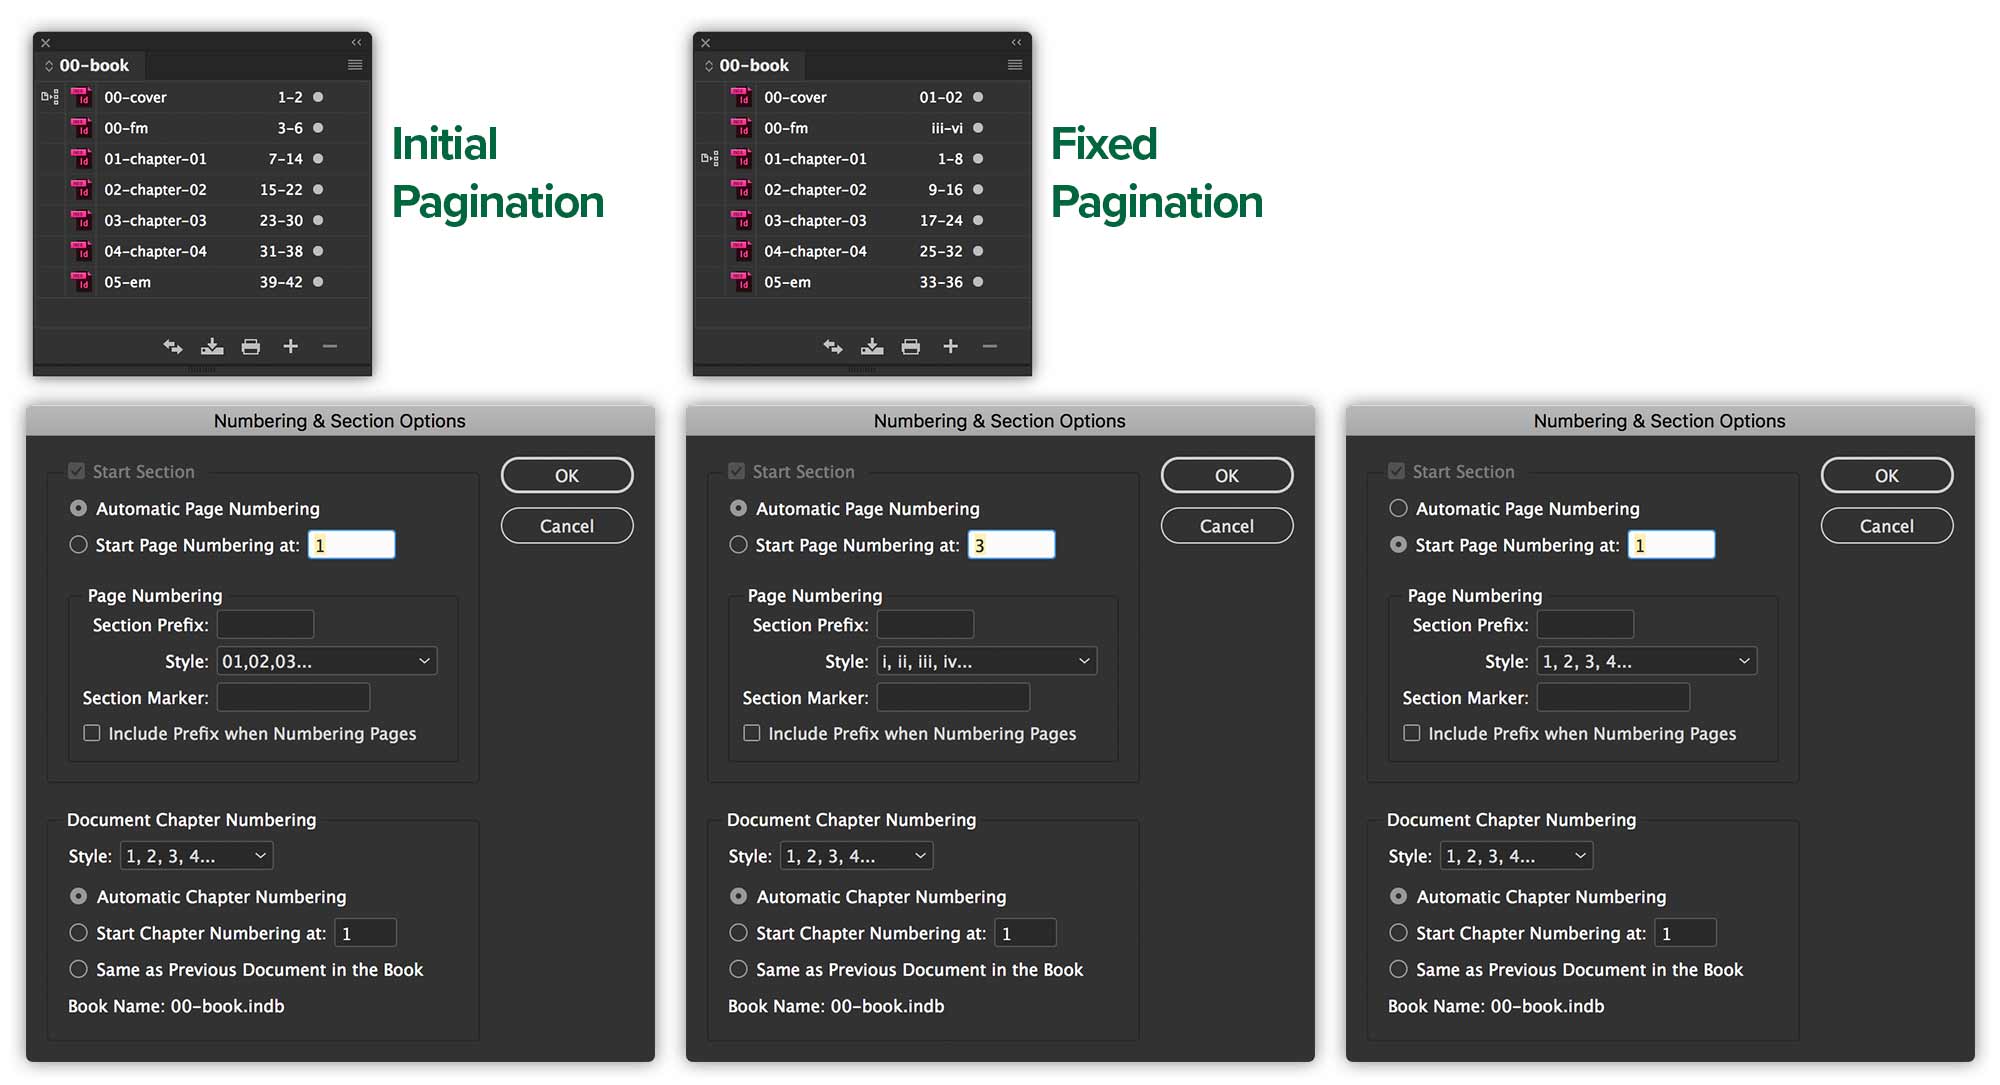 00-book
00-cover 1-2
00-fm 3-6
01-chapter-01 7-14
02-chapter-02 15-22
03-chapter-03 23-30
04-chapter-04 31-38
05-em 39-42
Initial
Pagination
00-book
00-cover 01-02
00-fm iii-vi
01-chapter-01 1-8
02-chapter-02 9-16
03-chapter-03 17-24
04-chapter-04 25-32
05-em 33-36
Fixed
Pagination
Numbering & Section Options
Start Section
OK
Automatic Page Numbering
Cancel
Start Page Numbering at: 1
Page Numbering
Section Prefix:
Style: 01,02,03...
Section Marker:
Include Prefix when Numbering Pages
Document Chapter Numbering
Style: 1, 2, 3, 4...
Automatic Chapter Numbering
Start Chapter Numbering at: 1
Same as Previous Document in the Book
Book Name: 00-book.indb
Numbering & Section Options
Start Section
OK
Automatic Page Numbering
Cancel
Start Page Numbering at: 3
Page Numbering
Section Prefix:
Style: i, ii, iii, iv...
Section Marker:
Include Prefix when Numbering Pages
Document Chapter Numbering
Style: 1, 2, 3, 4...
Automatic Chapter Numbering
Start Chapter Numbering at: 1
Same as Previous Document in the Book
Book Name: 00-book.indb
Numbering & Section Options
Start Section
OK
Automatic Page Numbering
Cancel
Start Page Numbering at: 1
Page Numbering
Section Prefix:
Style: 1, 2, 3, 4...
Section Marker:
Include Prefix when Numbering Pages
Document Chapter Numbering
Style: 1, 2, 3, 4...
Automatic Chapter Numbering
Start Chapter Numbering at: 1
Same as Previous Document in the Book
Book Name: 00-book.indb